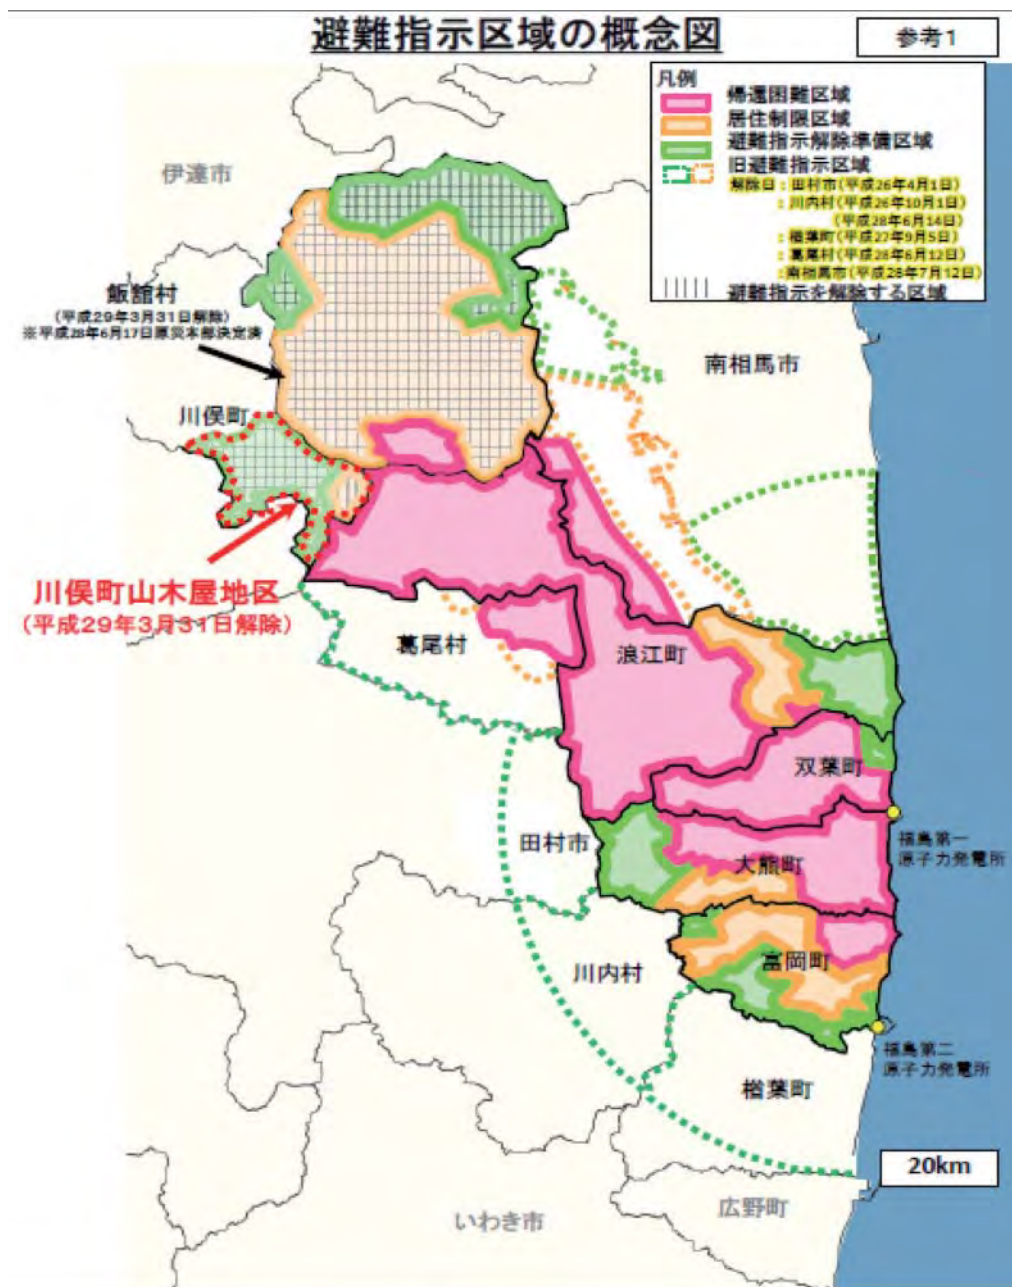 避難指示区域の概念図
参考1
凡例
帰還困難区域
居住制限区域
避難指示解除準備区域
旧避難指示区域
解除日：田村市(平成26年4月1日)
：川内村(平成26年10月1日)
(平成28年6月14日)
：楢葉町(平成27年9月5日)
：葛尾村(平成28年6月12日)
：南相馬市(平成28年7月12日)
避難指示を解除する区域
伊達市
飯舘村
(平成29年3月31日解除)
※平成28年6月17日原災本部決定済
南相馬市
川俣町
川俣町山木屋地区
(平成29年3月31日解除)
葛尾村
浪江町
双葉町
福島第一
原子力発電所
田村市
大熊町
富岡町
川内村
福島第二
原子力発電所
楢葉町
20km
広野町
いわき市